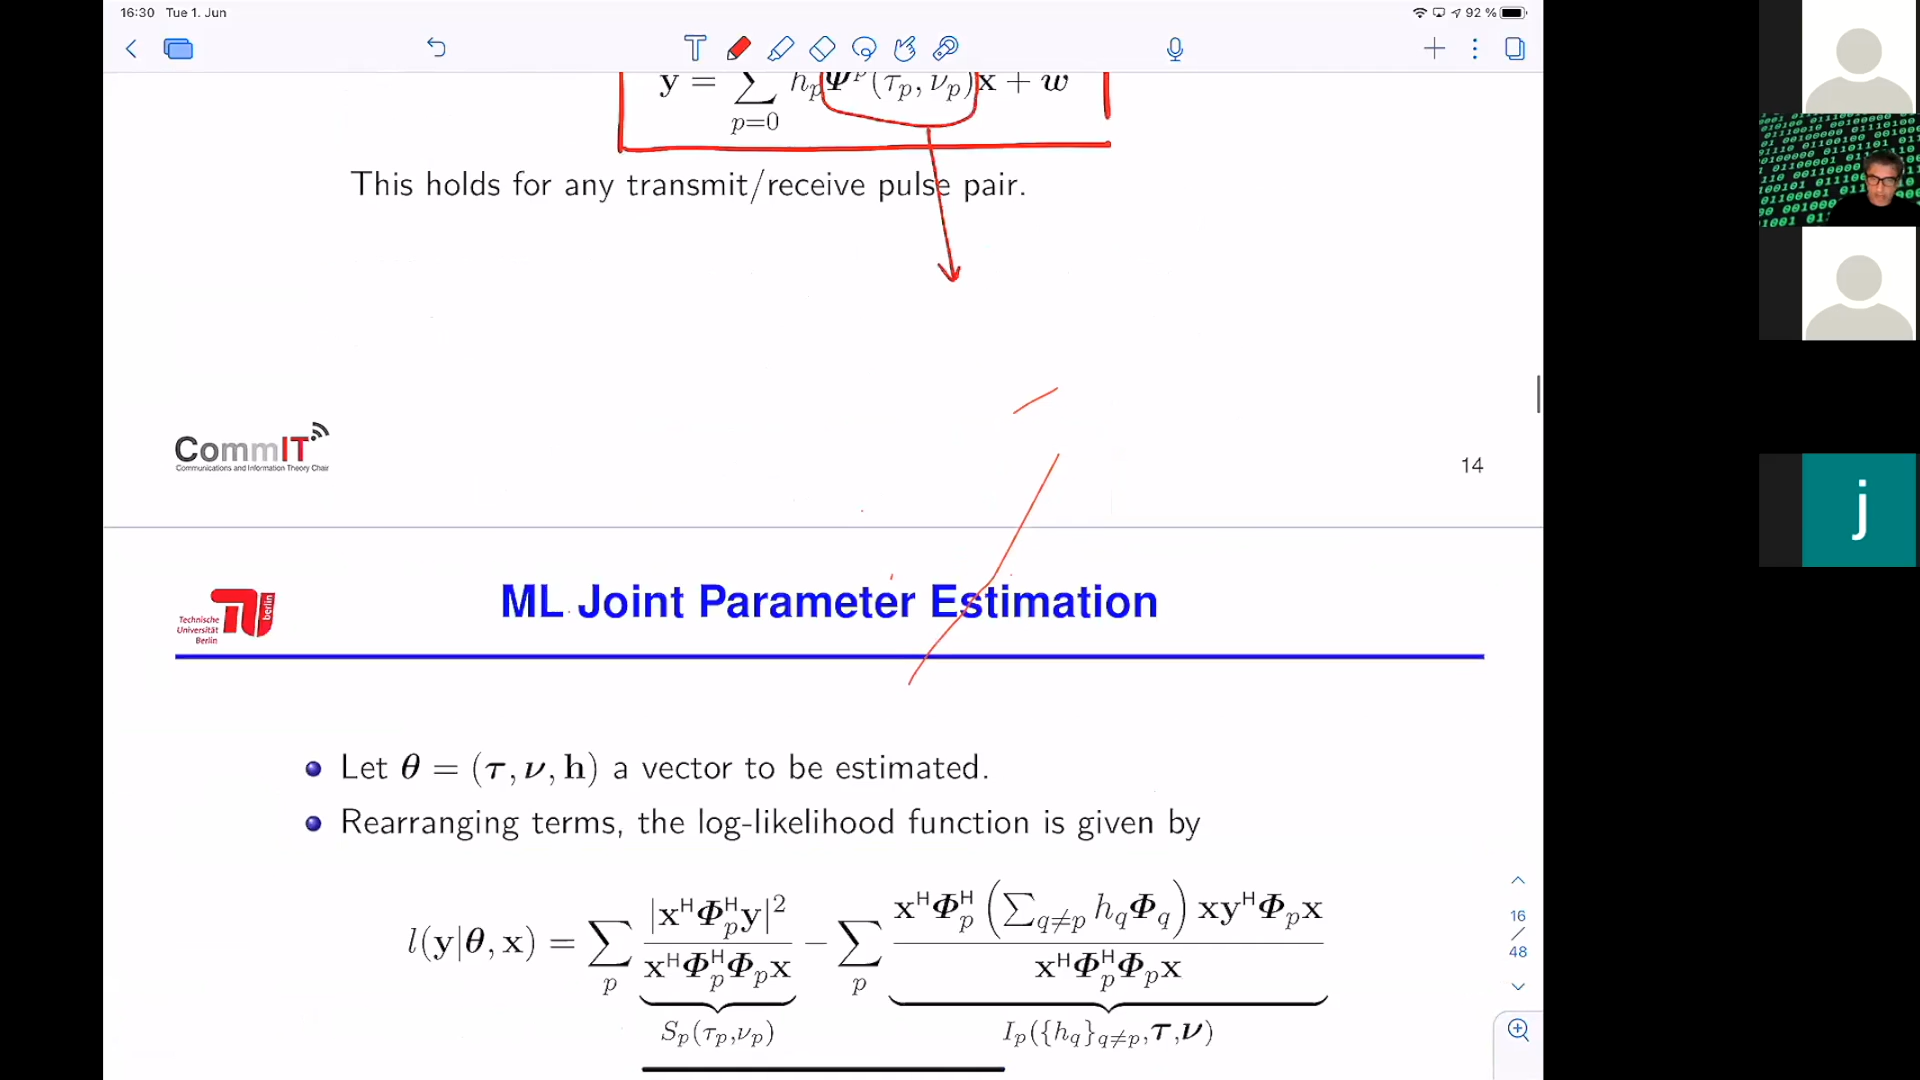 16:30 Tue 1. Jun
92 %
y = ∑_{p=0} h_p Ψ^p(τ_p, ν_p)x + w
This holds for any transmit/receive pulse pair.
CommIT
Communications and Information Theory Chair
14
Technische
Universität
Berlin
berlin
ML Joint Parameter Estimation
Let θ = (τ, ν, h) a vector to be estimated.
Rearranging terms, the log-likelihood function is given by
l(y|θ, x) = ∑_p |x^H Φ_p^H y|^2 / x^H Φ_p^H Φ_p x − ∑_p x^H Φ_p^H (∑_{q≠p} h_q Φ_q) xy^H Φ_p x / x^H Φ_p^H Φ_p x
S_p(τ_p,ν_p)
I_p({h_q}_{q≠p},τ,ν)
16
/
48
j